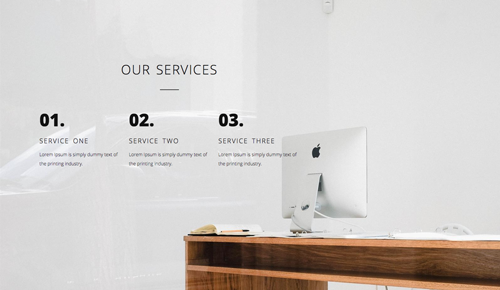 OUR SERVICES
01.
SERVICE ONE
Lorem Ipsum is simply dummy text of
the printing industry.
02.
SERVICE TWO
Lorem Ipsum is simply dummy text of
the printing industry.
03.
SERVICE THREE
Lorem Ipsum is simply dummy text of
the printing industry.